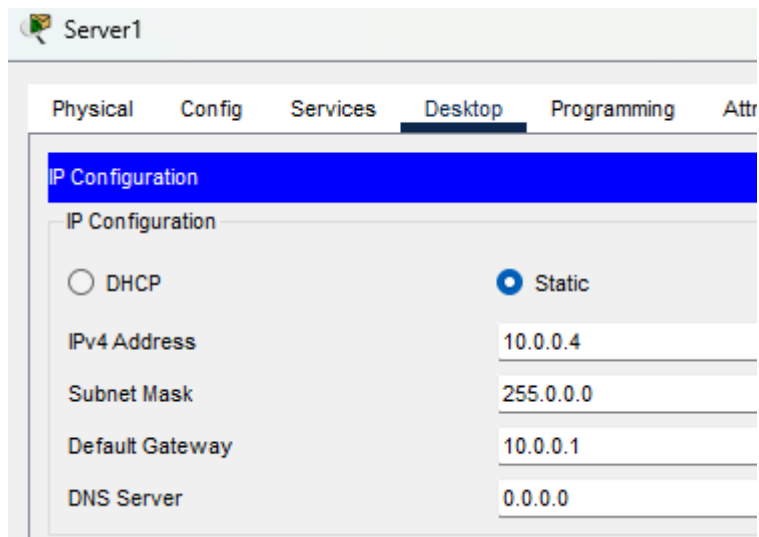 Server1
Physical Config Services Desktop Programming Attr
IP Configuration
IP Configuration
DHCP Static
IPv4 Address 10.0.0.4
Subnet Mask 255.0.0.0
Default Gateway 10.0.0.1
DNS Server 0.0.0.0